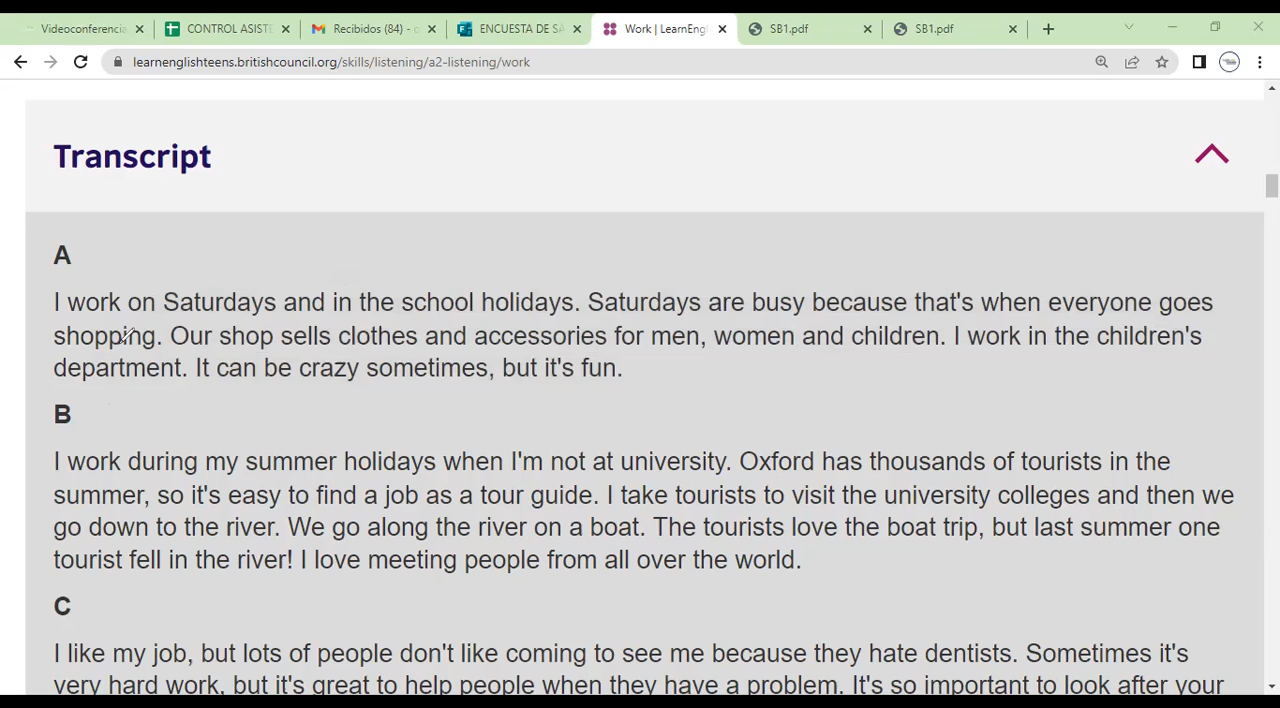 Videoconferencia
CONTROL ASISTE
Recibidos (84) -
ENCUESTA DE SA
Work | LearnEngl
SB1.pdf
SB1.pdf
learnenglishteens.britishcouncil.org/skills/listening/a2-listening/work
Transcript
A
I work on Saturdays and in the school holidays. Saturdays are busy because that's when everyone goes
shopping. Our shop sells clothes and accessories for men, women and children. I work in the children's
department. It can be crazy sometimes, but it's fun.
B
I work during my summer holidays when I'm not at university. Oxford has thousands of tourists in the
summer, so it's easy to find a job as a tour guide. I take tourists to visit the university colleges and then we
go down to the river. We go along the river on a boat. The tourists love the boat trip, but last summer one
tourist fell in the river! I love meeting people from all over the world.
C
I like my job, but lots of people don't like coming to see me because they hate dentists. Sometimes it's
very hard work, but it's great to help people when they have a problem. It's so important to look after your